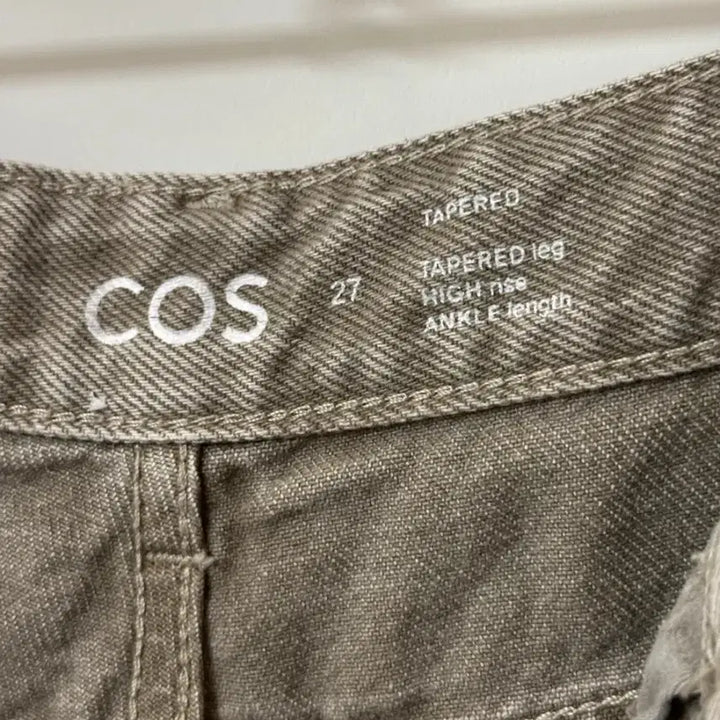 COS
27
TAPERED
TAPERED leg
HIGH rise
ANKLE length